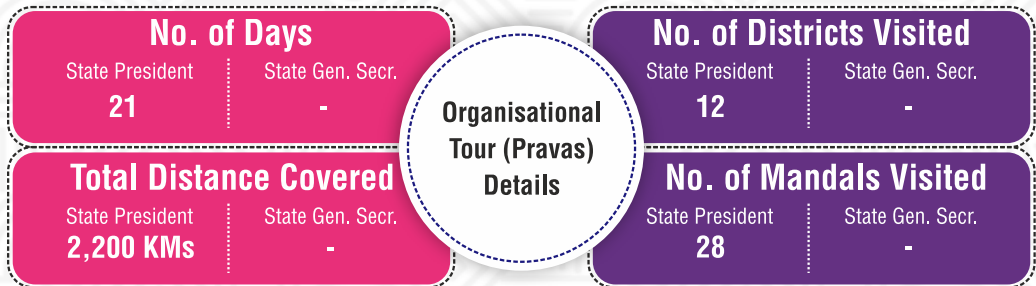 No. of Days
State President
State Gen. Secr.
21
-
Total Distance Covered
State President
State Gen. Secr.
2,200 KMs
-
Organisational
Tour (Pravas)
Details
No. of Districts Visited
State President
State Gen. Secr.
12
-
No. of Mandals Visited
State President
State Gen. Secr.
28
-